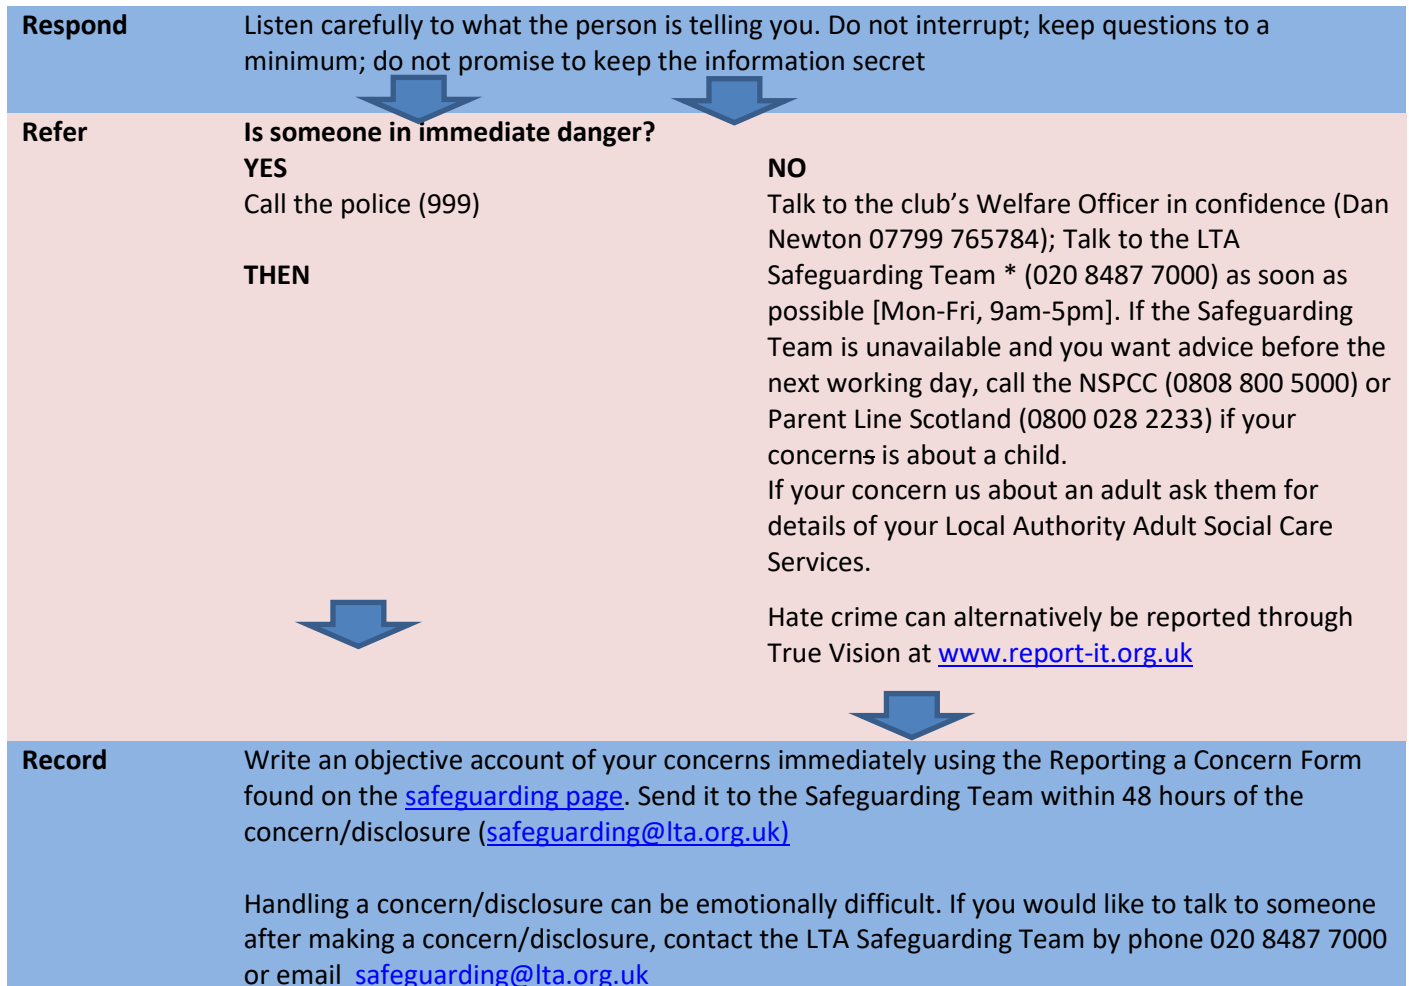 Respond
Listen carefully to what the person is telling you. Do not interrupt; keep questions to a
minimum; do not promise to keep the information secret
Refer
Is someone in immediate danger?
YES
Call the police (999)
THEN
NO
Talk to the club’s Welfare Officer in confidence (Dan
Newton 07799 765784); Talk to the LTA
Safeguarding Team * (020 8487 7000) as soon as
possible [Mon-Fri, 9am-5pm]. If the Safeguarding
Team is unavailable and you want advice before the
next working day, call the NSPCC (0808 800 5000) or
Parent Line Scotland (0800 028 2233) if your
concerns is about a child.
If your concern us about an adult ask them for
details of your Local Authority Adult Social Care
Services.
Hate crime can alternatively be reported through
True Vision at www.report-it.org.uk
Record
Write an objective account of your concerns immediately using the Reporting a Concern Form
found on the safeguarding page. Send it to the Safeguarding Team within 48 hours of the
concern/disclosure (safeguarding@lta.org.uk)
Handling a concern/disclosure can be emotionally difficult. If you would like to talk to someone
after making a concern/disclosure, contact the LTA Safeguarding Team by phone 020 8487 7000
or email safeguarding@lta.org.uk